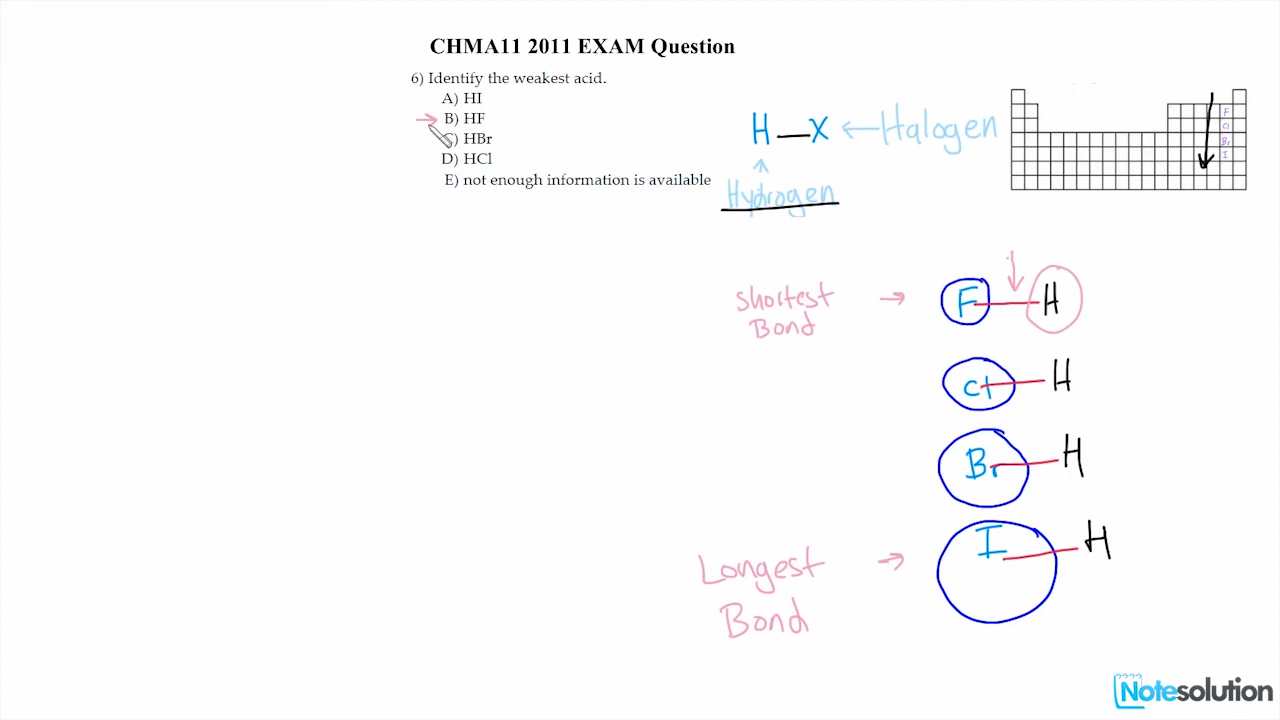 CHMA11 2011 EXAM Question
6) Identify the weakest acid.
A) HI
B) HF
C) HBr
D) HCl
E) not enough information is available
H — X ← Halogen
Hydrogen
F
Cl
Br
I
Shortest
Bond
F H
Cl H
Br H
I H
Longest
Bond
Notesolution